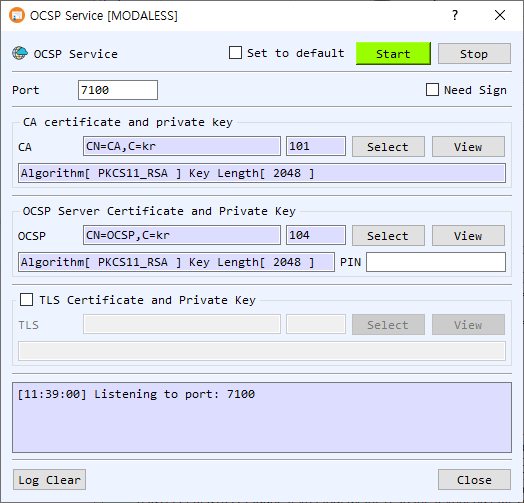 OCSP Service [MODALESS] ?
OCSP Service Set to default Start Stop
Port 7100 Need Sign
CA certificate and private key
CA CN=CA,C=kr 101 Select View
Algorithm[ PKCS11_RSA ] Key Length[ 2048 ]
OCSP Server Certificate and Private Key
OCSP CN=OCSP,C=kr 104 Select View
Algorithm[ PKCS11_RSA ] Key Length[ 2048 ] PIN
TLS Certificate and Private Key
TLS Select View
[11:39:00] Listening to port: 7100
Log Clear Close